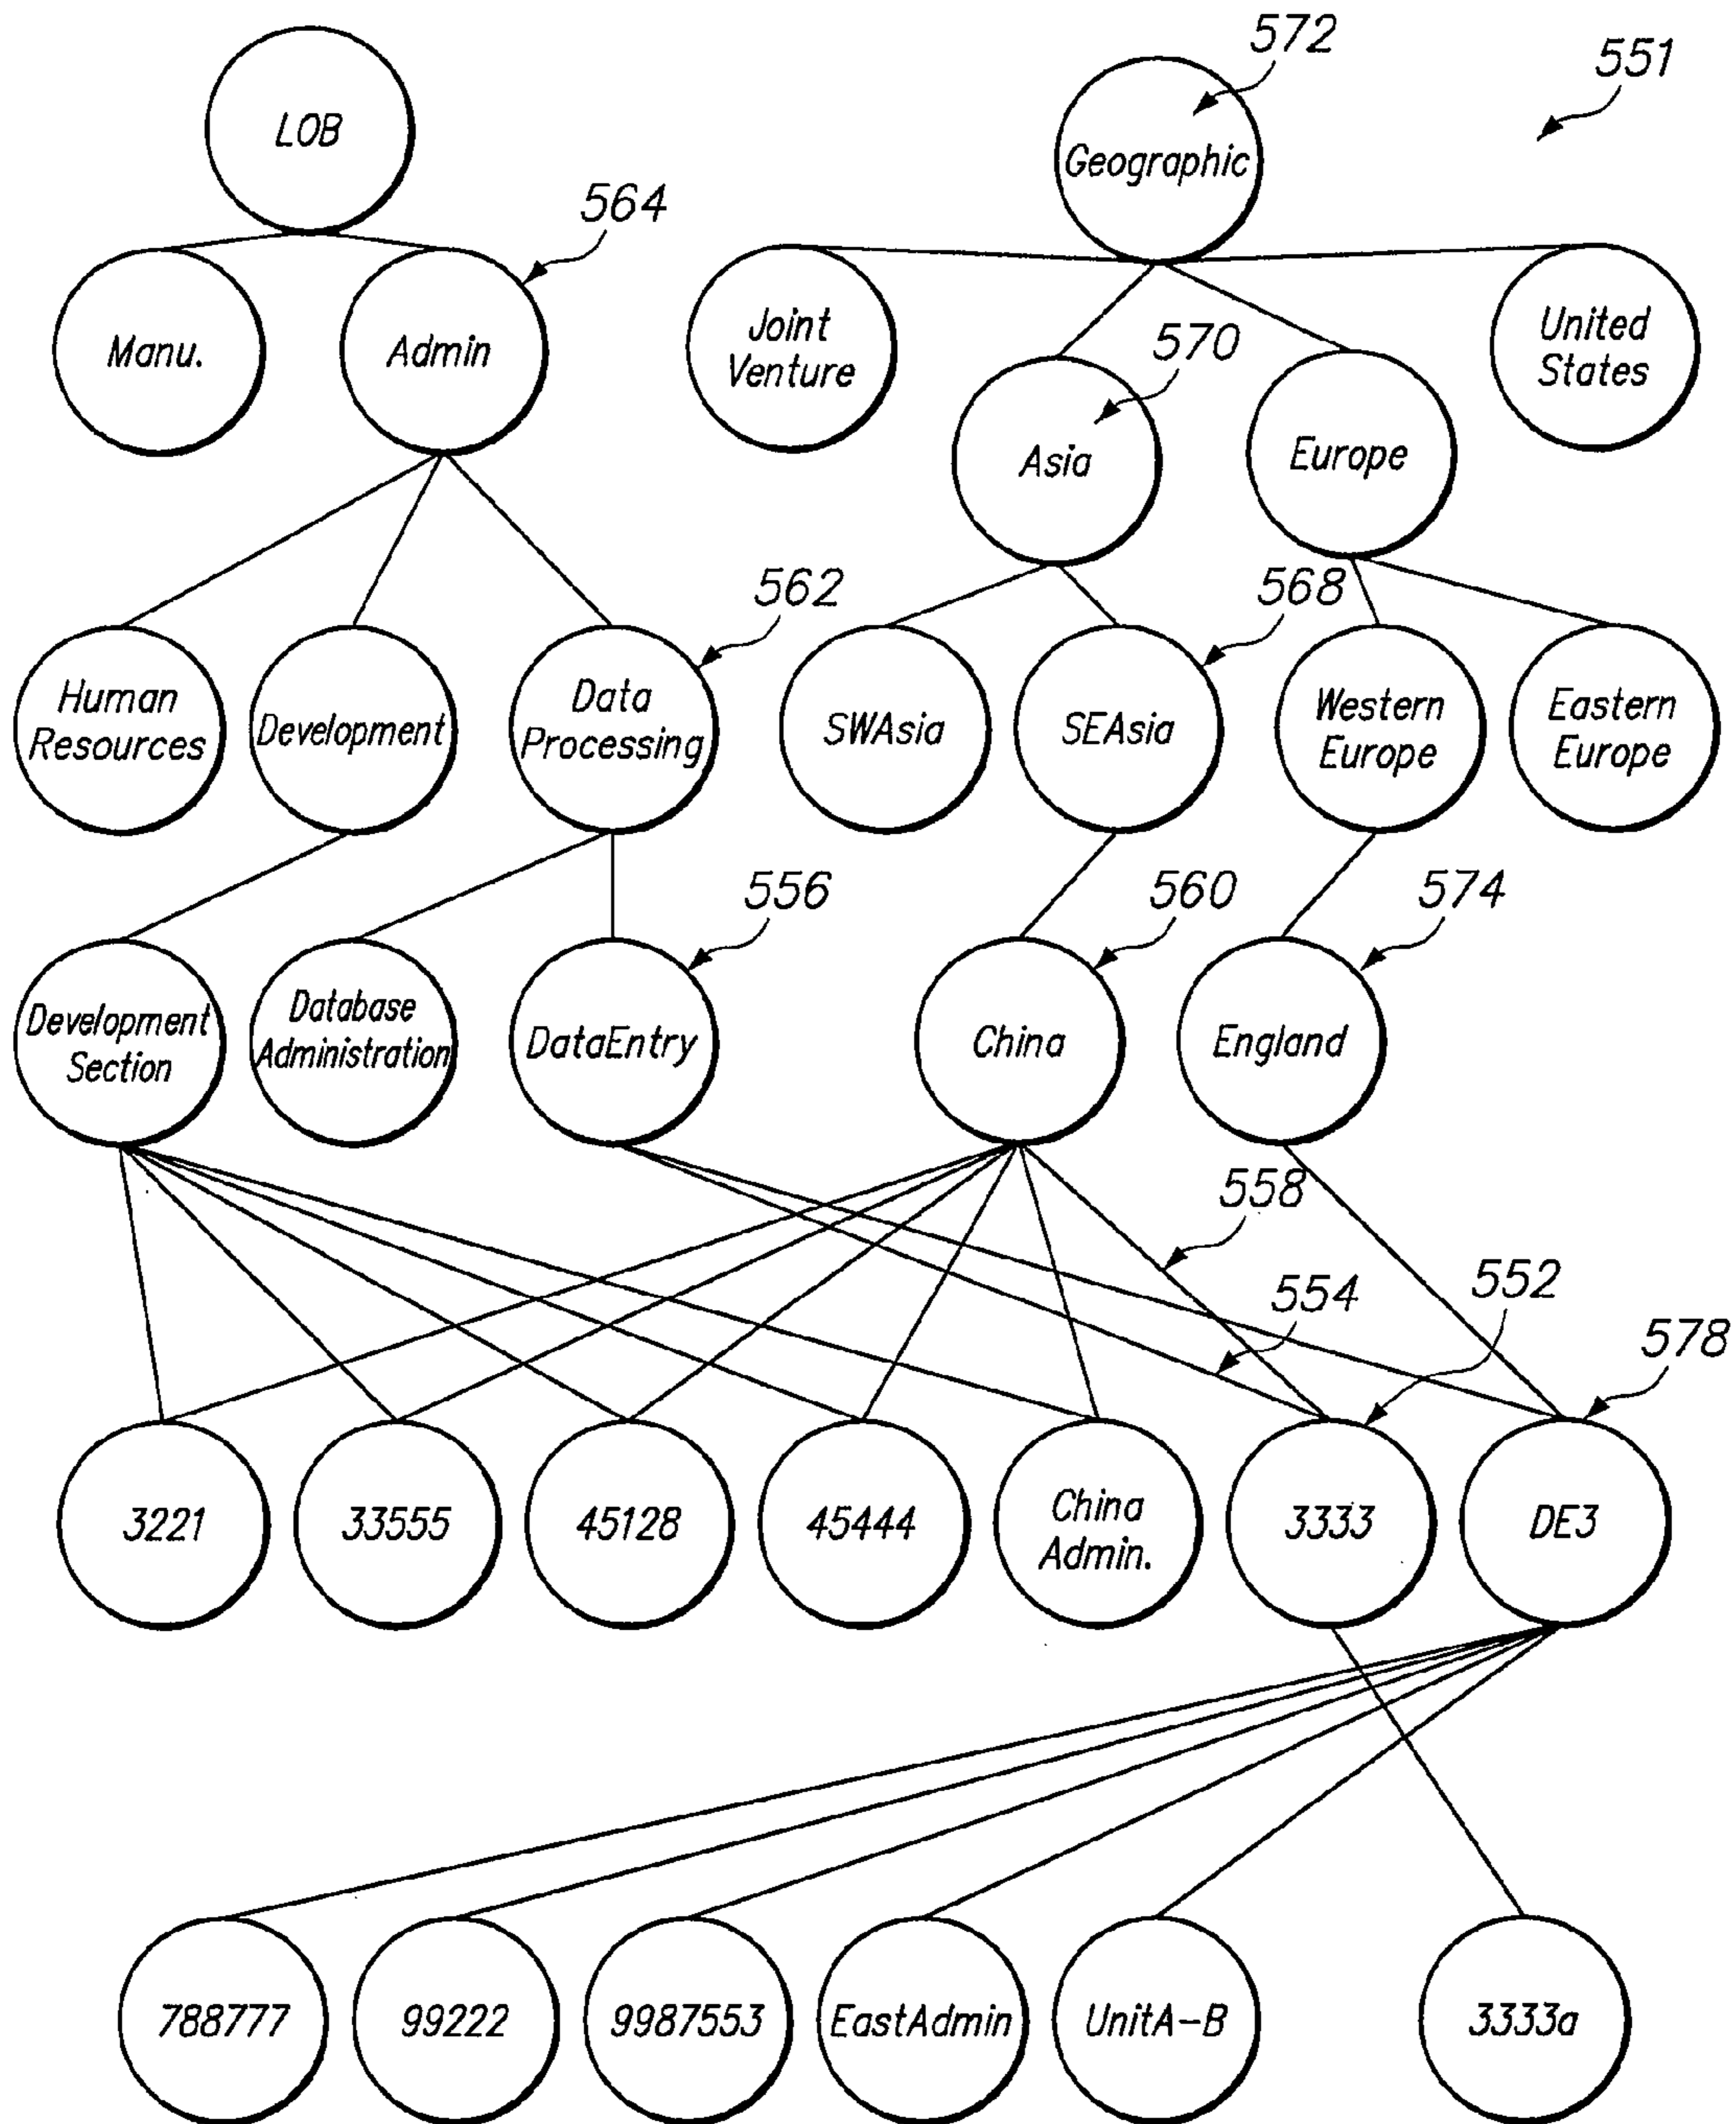 572
551
LOB
Geographic
564
Manu.
Admin
Joint
Venture
570
United
States
Asia
Europe
562
568
Human
Resources
Development
Data
Processing
SWAsia
SEAsia
Western
Europe
Eastern
Europe
556
560
574
Development
Section
Database
Administration
DataEntry
China
England
558
554
552
578
3221
33555
45128
45444
China
Admin.
3333
DE3
788777
99222
9987553
EastAdmin
UnitA-B
3333a